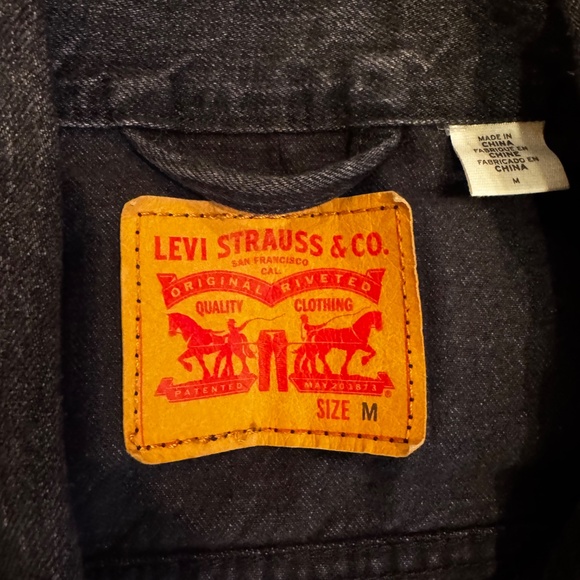 LEVI STRAUSS & CO.
SAN FRANCISCO
CAL.
ORIGINAL RIVETED
QUALITY CLOTHING
PATENTED MAY 20 1873
®
SIZE M
MADE IN
CHINA
FABRIQUE EN
CHINE
FABRICADO EN
CHINA
M